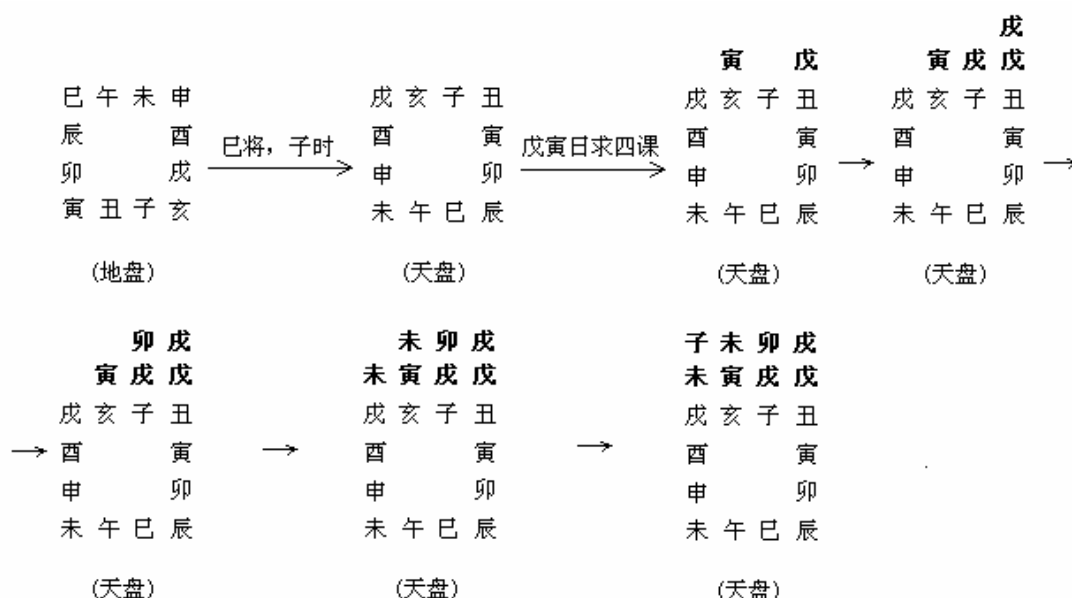 巳 午 未 申
辰 酉
卯 戌
寅 丑 子 亥
(地盘)
巳将，子时
戌 亥 子 丑
酉 寅
申 卯
未 午 巳 辰
(天盘)
戊寅日求四课
寅 戊
戌 亥 子 丑
酉 寅
申 卯
未 午 巳 辰
(天盘)
戌
寅 戌 戊
戌 亥 子 丑
酉 寅
申 卯
未 午 巳 辰
(天盘)
卯 戌
寅 戌 戊
戌 亥 子 丑
酉 寅
申 卯
未 午 巳 辰
(天盘)
未 卯 戌
未 寅 戌 戊
戌 亥 子 丑
酉 寅
申 卯
未 午 巳 辰
(天盘)
子 未 卯 戌
未 寅 戌 戊
戌 亥 子 丑
酉 寅
申 卯
未 午 巳 辰
(天盘)